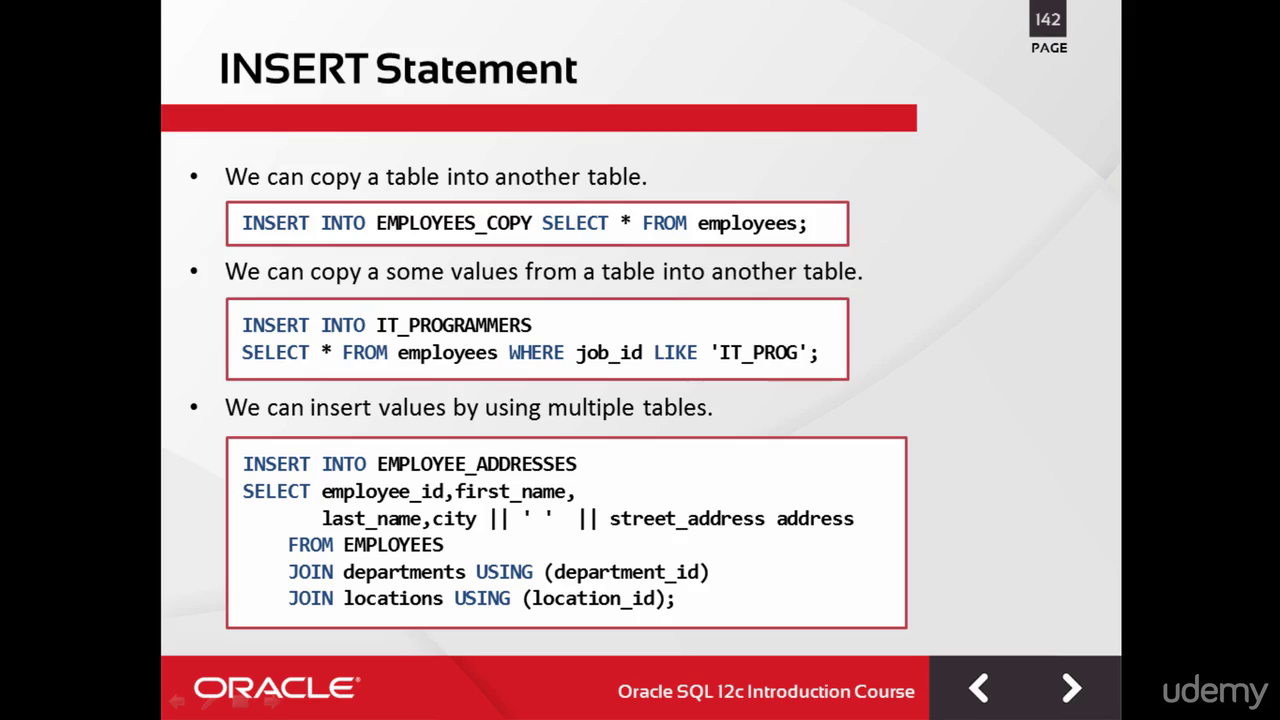 142
PAGE
INSERT Statement
• We can copy a table into another table.
INSERT INTO EMPLOYEES_COPY SELECT * FROM employees;
• We can copy a some values from a table into another table.
INSERT INTO IT_PROGRAMMERS
SELECT * FROM employees WHERE job_id LIKE 'IT_PROG';
• We can insert values by using multiple tables.
INSERT INTO EMPLOYEE_ADDRESSES
SELECT employee_id,first_name,
last_name,city || ' ' || street_address address
FROM EMPLOYEES
JOIN departments USING (department_id)
JOIN locations USING (location_id);
ORACLE®
Oracle SQL 12c Introduction Course
udemy